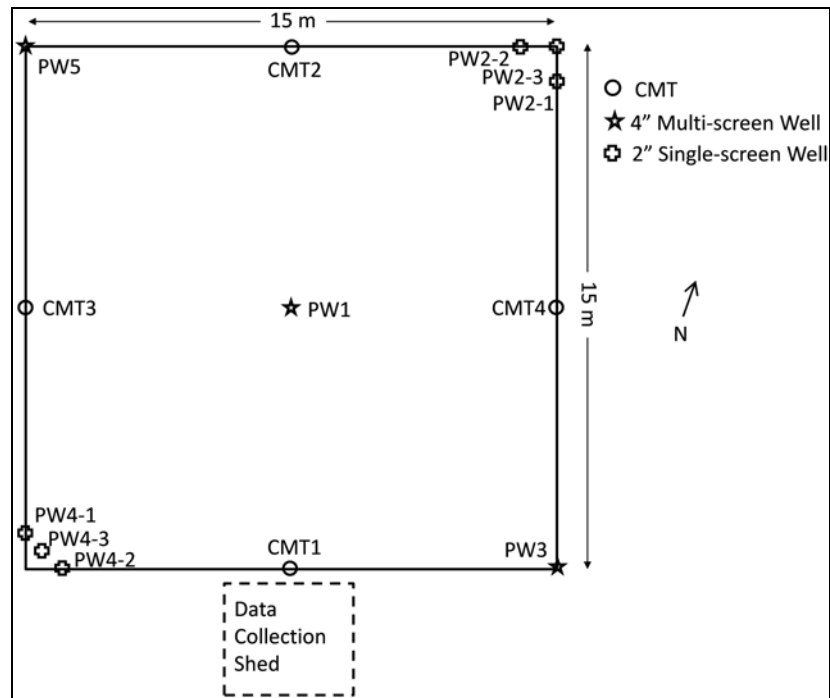 15 m
PW5
CMT2
PW2-2
PW2-3
PW2-1
CMT
4” Multi-screen Well
2” Single-screen Well
CMT3
PW1
CMT4
15 m
N
PW4-1
PW4-3
PW4-2
CMT1
PW3
Data
Collection
Shed